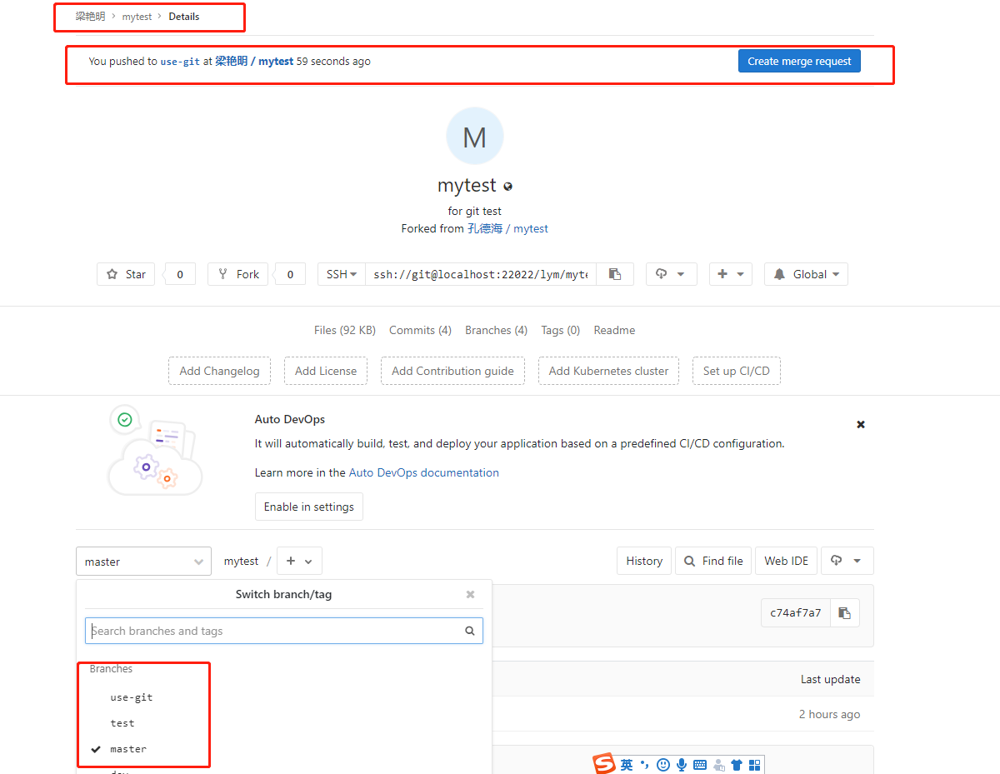 梁艳明 › mytest › Details
You pushed to use-git at 梁艳明 / mytest 59 seconds ago
Create merge request
M
mytest
for git test
Forked from 孔德海 / mytest
Star 0 Fork 0 SSH ssh://git@localhost:22022/lym/myte Global
Files (92 KB) Commits (4) Branches (4) Tags (0) Readme
Add Changelog Add License Add Contribution guide Add Kubernetes cluster Set up CI/CD
Auto DevOps
It will automatically build, test, and deploy your application based on a predefined CI/CD configuration.
Learn more in the Auto DevOps documentation
Enable in settings
master mytest / + History Find file Web IDE
Switch branch/tag
c74af7a7
Search branches and tags
Branches
Last update
use-git
2 hours ago
test
master
S 英